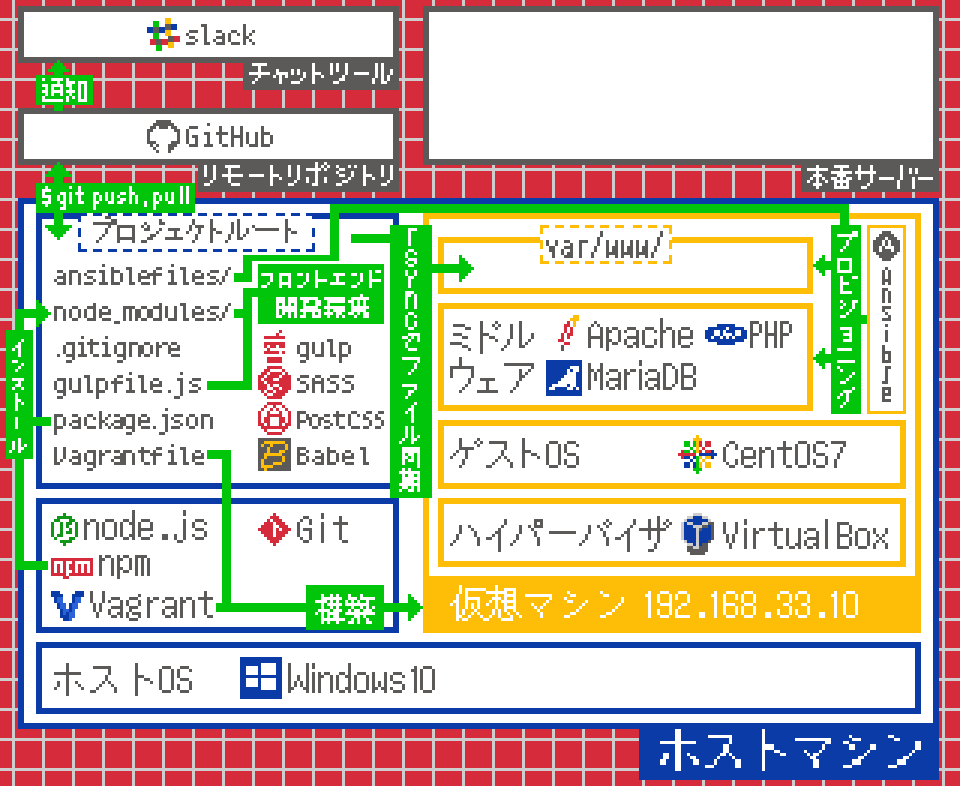 slack
チャットツール
通知
GitHub
リモートリポジトリ
本番サーバー
$git push,pull
プロジェクトルート
ansiblefiles/
node_modules/
.gitignore
gulpfile.js
package.json
Vagrantfile
インストール
フロントエンド
開発環境
gulp
SASS
PostCSS
Babel
rsyncでファイル同期
var/www/
プロビジョニング
Ansible
ミドル
ウェア
Apache
PHP
MariaDB
ゲストOS
CentOS7
ハイパーバイザ
VirtualBox
仮想マシン 192.168.33.10
node.js
Git
npm
npm
Vagrant
構築
ホストOS
Windows10
ホストマシン